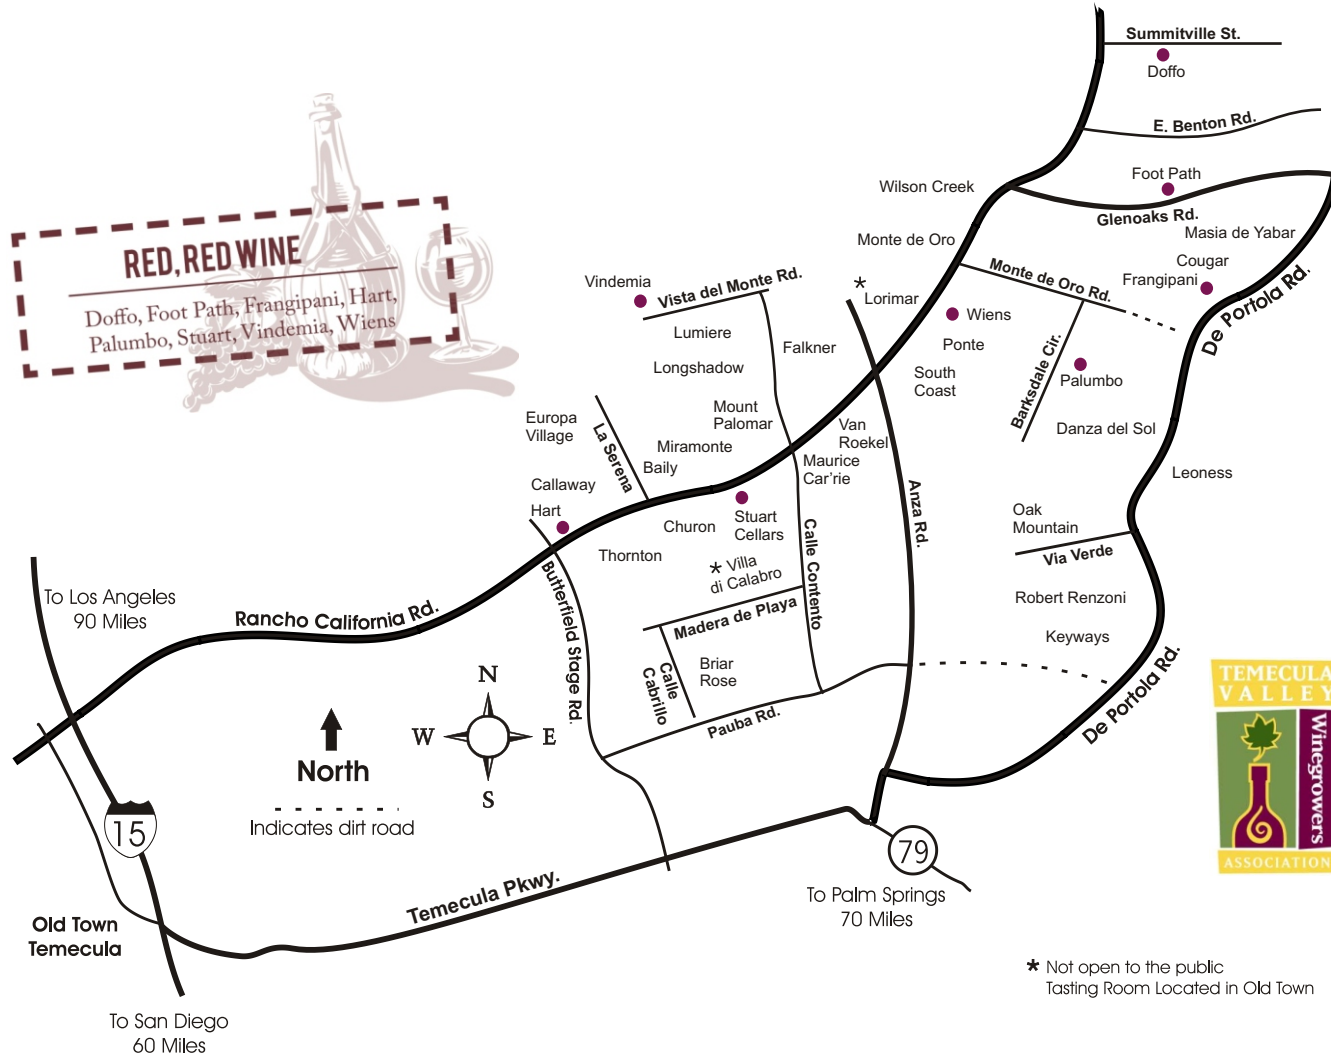 Summitville St.
Doffo
E. Benton Rd.
Foot Path
Wilson Creek
Glenoaks Rd.
Masia de Yabar
RED, RED WINE
Doffo, Foot Path, Frangipani, Hart,
Palumbo, Stuart, Vindemia, Wiens
Monte de Oro
Cougar
Monte de Oro Rd.
Frangipani
De Portola Rd.
Vindemia
Vista del Monte Rd.
* Lorimar
Wiens
Lumiere
Falkner
Ponte
Barksdale Cir.
Longshadow
South
Coast
Palumbo
Europa
Village
La Serena
Mount
Palomar
Miramonte
Van
Roekel
Danza del Sol
Baily
Maurice
Car'rie
Leoness
Callaway
Hart
Anza Rd.
Churon
Stuart
Cellars
Calle Contento
Oak
Mountain
Thornton
Via Verde
* Villa
di Calabro
Butterfield Stage Rd.
To Los Angeles
90 Miles
Rancho California Rd.
Madera de Playa
Robert Renzoni
Keyways
Calle
Cabrillo
Briar
Rose
De Portola Rd.
Pauba Rd.
TEMECULA
VALLEY
Winegrowers
ASSOCIATION
N
W
E
S
North
Indicates dirt road
15
79
To Palm Springs
70 Miles
Temecula Pkwy.
Old Town
Temecula
* Not open to the public
Tasting Room Located in Old Town
To San Diego
60 Miles